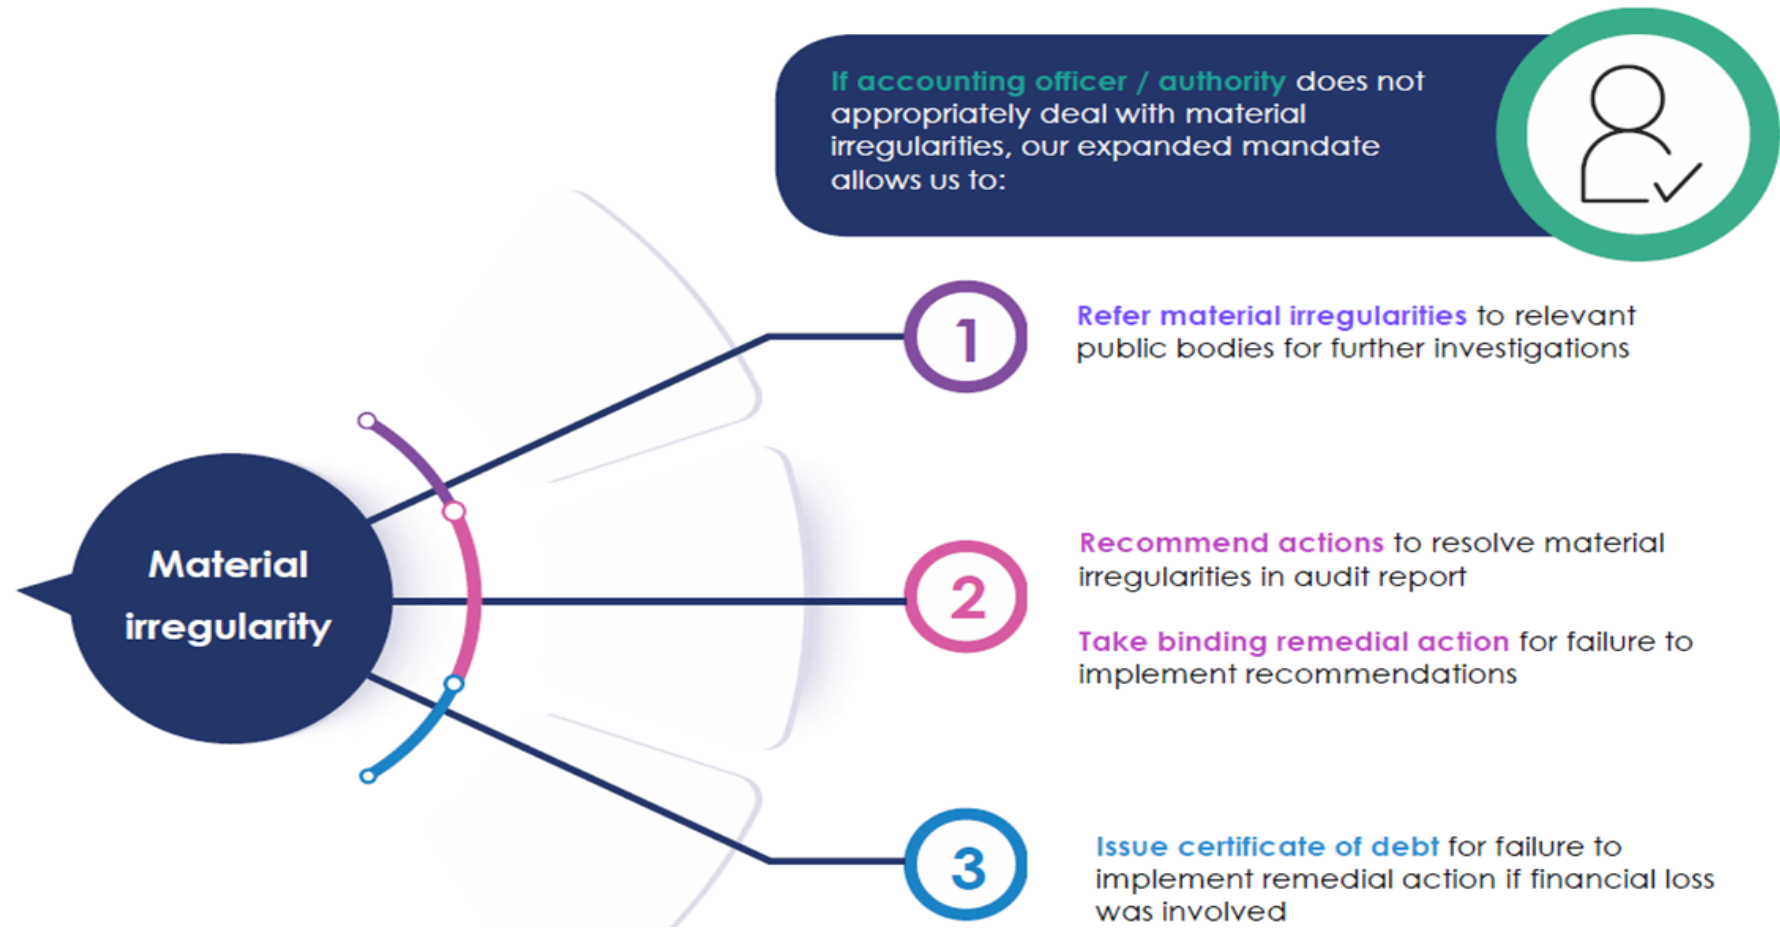 If accounting officer / authority does not
appropriately deal with material
irregularities, our expanded mandate
allows us to:
1
Refer material irregularities to relevant
public bodies for further investigations
Material
irregularity
2
Recommend actions to resolve material
irregularities in audit report
Take binding remedial action for failure to
implement recommendations
3
Issue certificate of debt for failure to
implement remedial action if financial loss
was involved